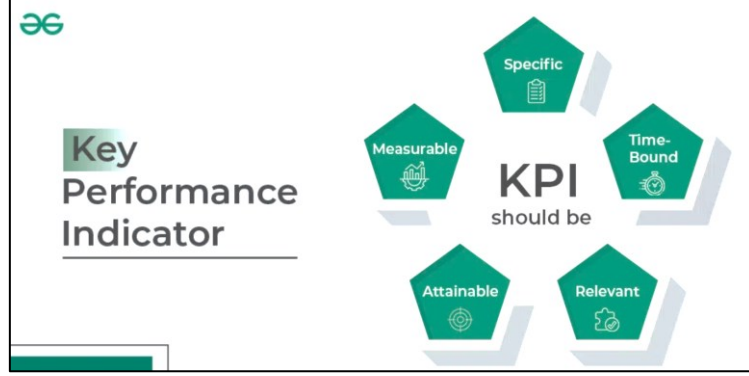 Key
Performance
Indicator
Specific
Measurable
Time-
Bound
KPI
should be
Attainable
Relevant